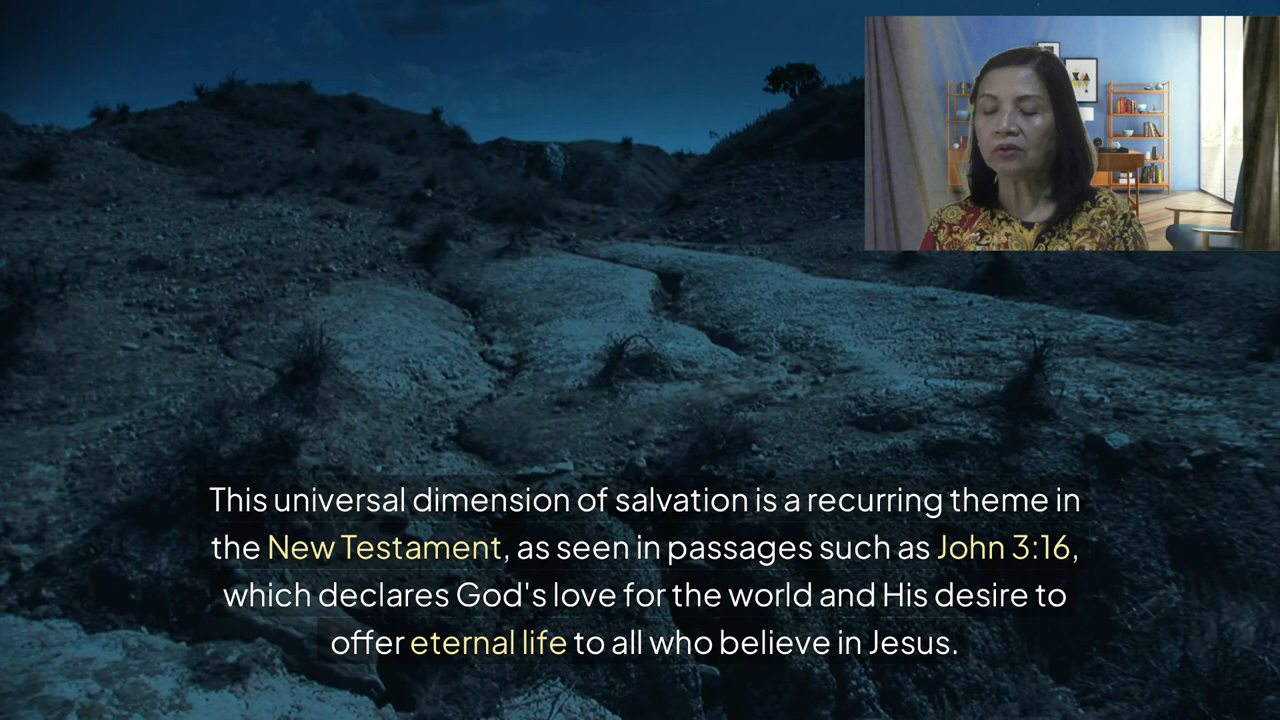 This universal dimension of salvation is a recurring theme in
the New Testament, as seen in passages such as John 3:16,
which declares God's love for the world and His desire to
offer eternal life to all who believe in Jesus.